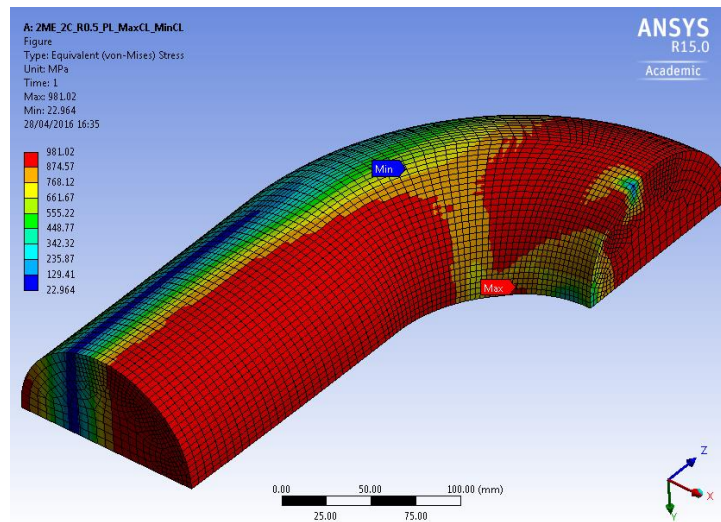 A: 2ME_2C_R0.5_PL_MaxCL_MinCL
Figure
Type: Equivalent (von-Mises) Stress
Unit: MPa
Time: 1
Max: 981.02
Min: 22.964
28/04/2016 16:35
ANSYS
R15.0
Academic
981.02
874.57
768.12
661.67
555.22
448.77
342.32
235.87
129.41
22.964
Min
Max
0.00 50.00 100.00 (mm)
25.00 75.00
Z
X
Y